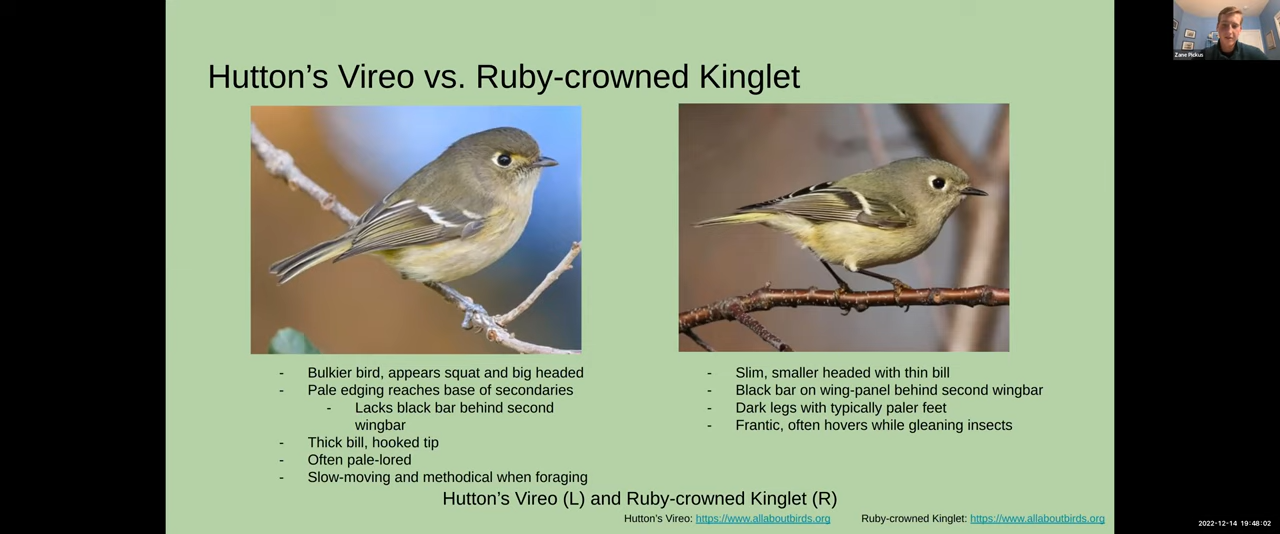 Zane Pickus
Hutton's Vireo vs. Ruby-crowned Kinglet
- Bulkier bird, appears squat and big headed
- Pale edging reaches base of secondaries
- Lacks black bar behind second
wingbar
- Thick bill, hooked tip
- Often pale-lored
- Slow-moving and methodical when foraging
- Slim, smaller headed with thin bill
- Black bar on wing-panel behind second wingbar
- Dark legs with typically paler feet
- Frantic, often hovers while gleaning insects
Hutton's Vireo (L) and Ruby-crowned Kinglet (R)
Hutton's Vireo: https://www.allaboutbirds.org
Ruby-crowned Kinglet: https://www.allaboutbirds.org
2022-12-14 19:48:02